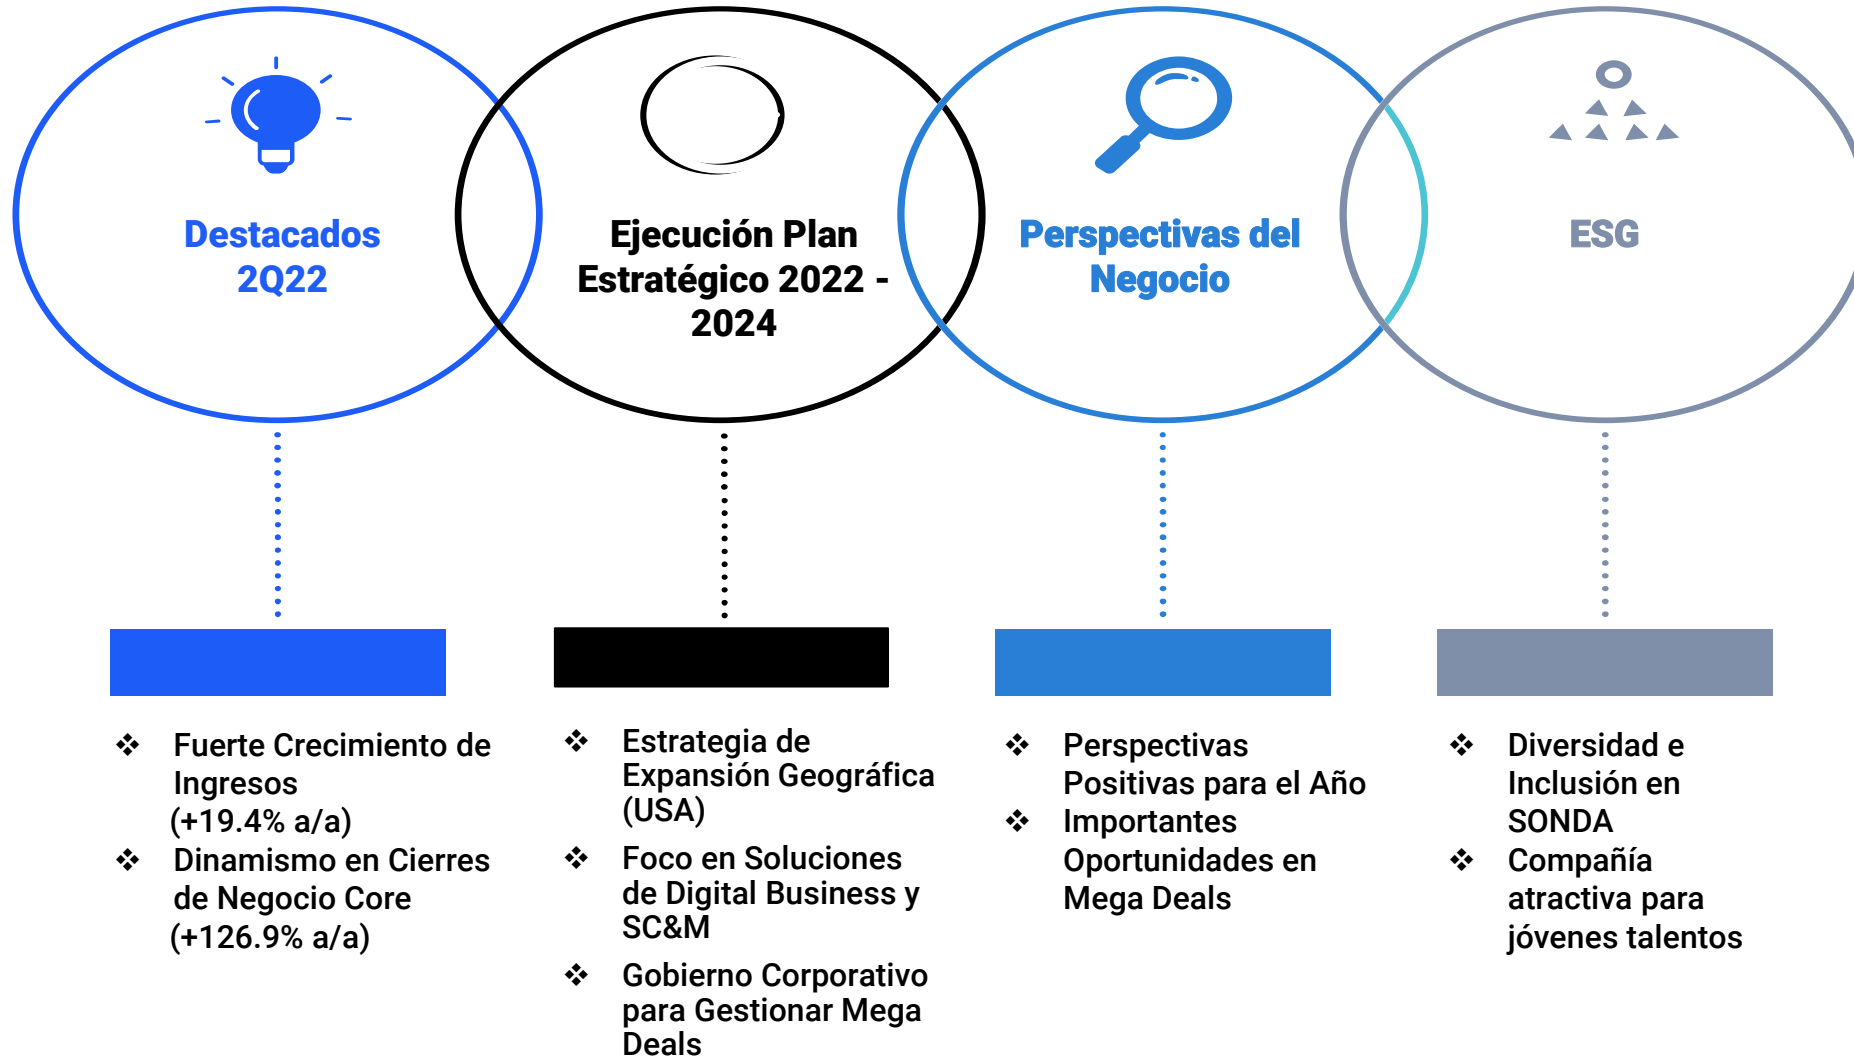 Destacados
2Q22
Ejecución Plan
Estratégico 2022 -
2024
Perspectivas del
Negocio
ESG
❖ Fuerte Crecimiento de
Ingresos
(+19.4% a/a)
❖ Dinamismo en Cierres
de Negocio Core
(+126.9% a/a)
❖ Estrategia de
Expansión Geográfica
(USA)
❖ Foco en Soluciones
de Digital Business y
SC&M
❖ Gobierno Corporativo
para Gestionar Mega
Deals
❖ Perspectivas
Positivas para el Año
❖ Importantes
Oportunidades en
Mega Deals
❖ Diversidad e
Inclusión en
SONDA
❖ Compañía
atractiva para
jóvenes talentos